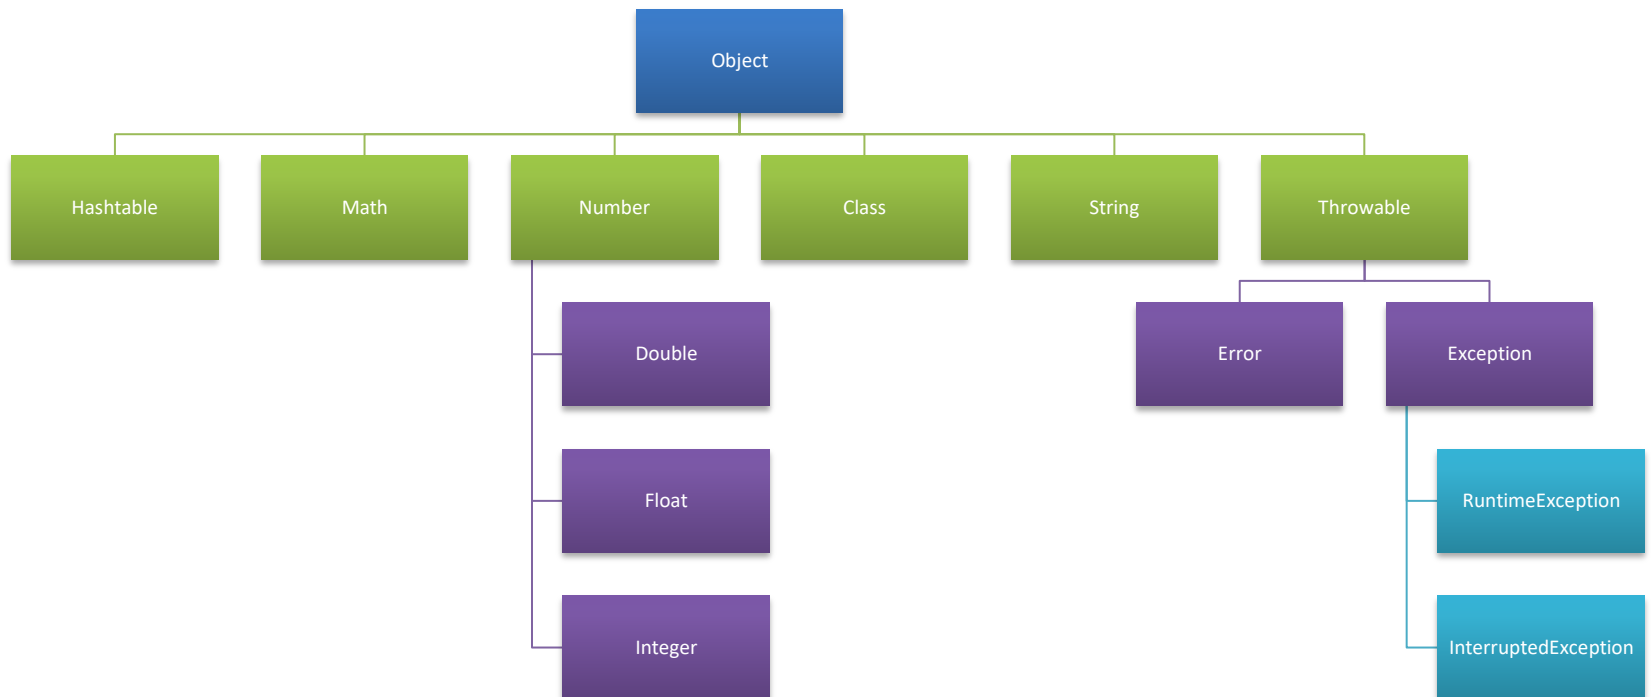 Object
Hashtable
Math
Number
Class
String
Throwable
Double
Error
Exception
Float
RuntimeException
Integer
InterruptedException